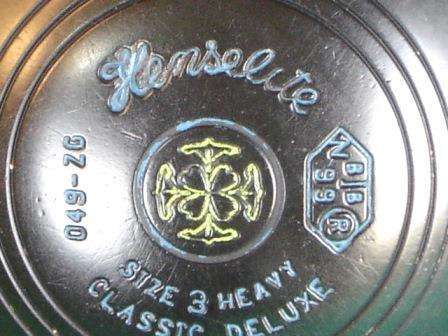 Henselite
049-ZG
N BIB 99 R
SIZE 3 HEAVY
CLASSIC DELUXE